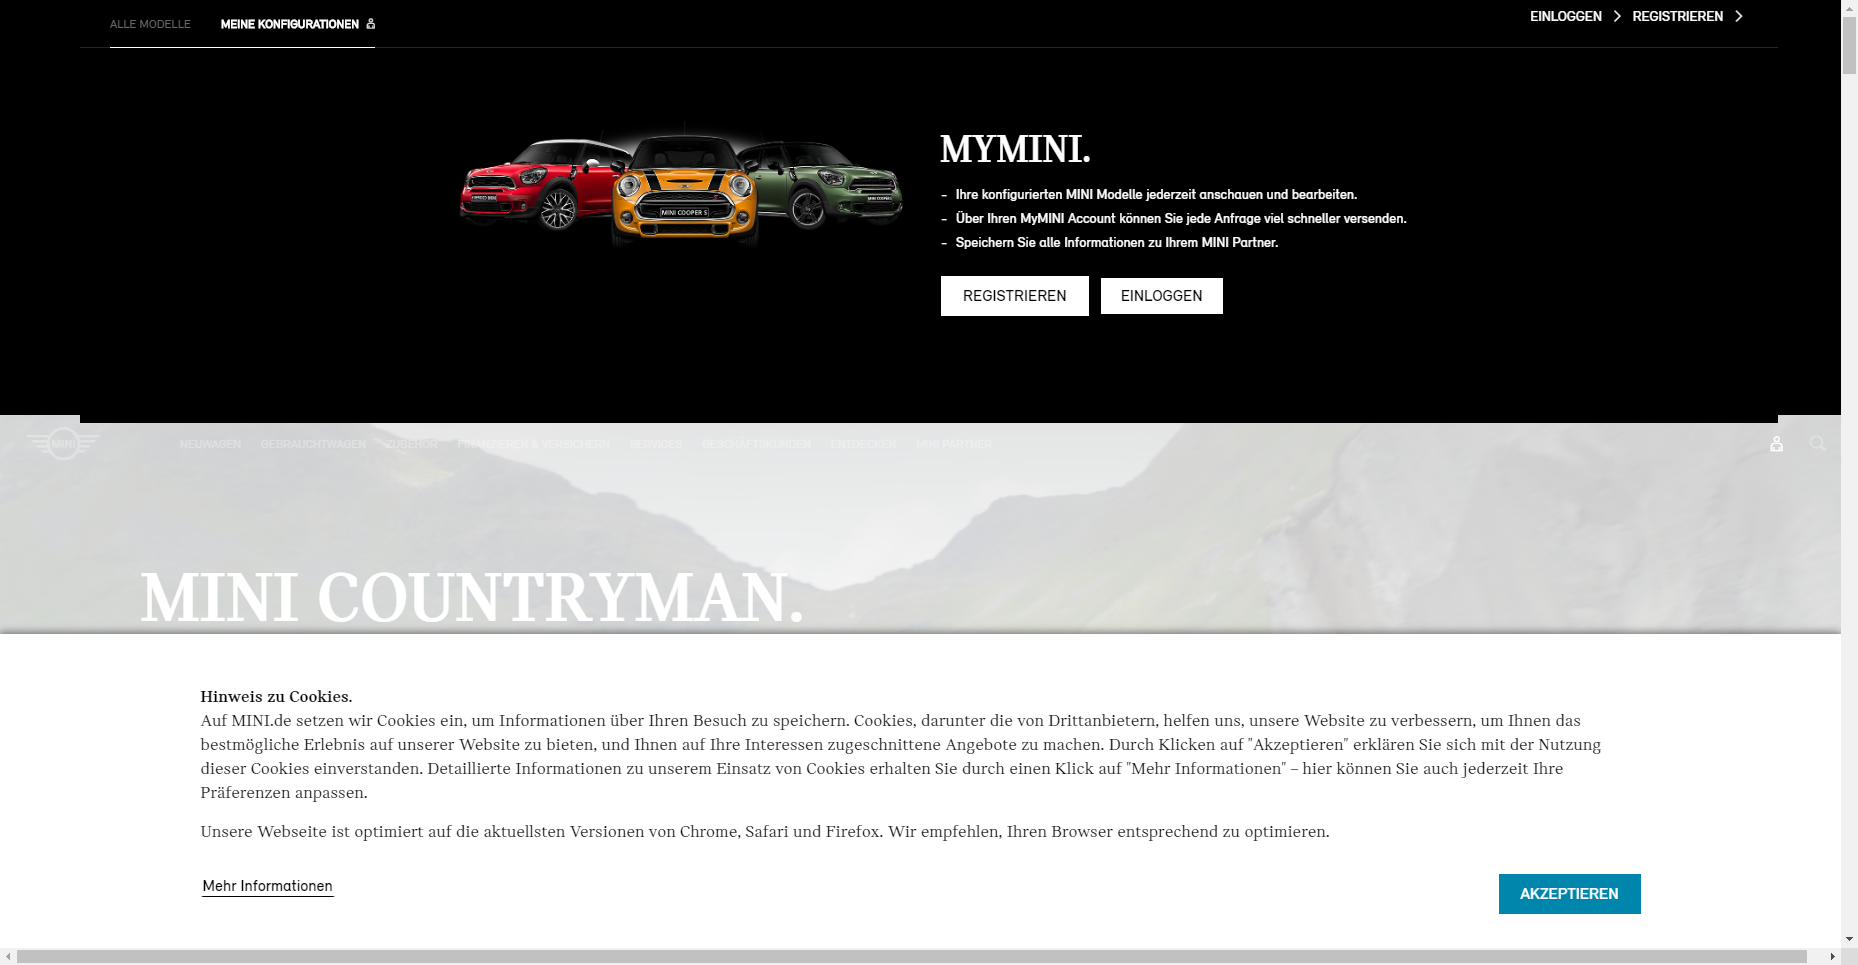 ALLE MODELLE
MEINE KONFIGURATIONEN
EINLOGGEN
REGISTRIEREN
MINI COOPER S
MYMINI.
- Ihre konfigurierten MINI Modelle jederzeit anschauen und bearbeiten.
- Über Ihren MyMINI Account können Sie jede Anfrage viel schneller versenden.
- Speichern Sie alle Informationen zu Ihrem MINI Partner.
REGISTRIEREN
EINLOGGEN
MINI
NEUWAGEN
GEBRAUCHTWAGEN
ZUBEHÖR
FINANZIEREN & VERSICHERN
SERVICES
GESCHÄFTSKUNDEN
ENTDECKEN
MINI PARTNER
MINI COUNTRYMAN.
Hinweis zu Cookies.
Auf MINI.de setzen wir Cookies ein, um Informationen über Ihren Besuch zu speichern. Cookies, darunter die von Drittanbietern, helfen uns, unsere Website zu verbessern, um Ihnen das
bestmögliche Erlebnis auf unserer Website zu bieten, und Ihnen auf Ihre Interessen zugeschnittene Angebote zu machen. Durch Klicken auf "Akzeptieren" erklären Sie sich mit der Nutzung
dieser Cookies einverstanden. Detaillierte Informationen zu unserem Einsatz von Cookies erhalten Sie durch einen Klick auf "Mehr Informationen" – hier können Sie auch jederzeit Ihre
Präferenzen anpassen.
Unsere Webseite ist optimiert auf die aktuellsten Versionen von Chrome, Safari und Firefox. Wir empfehlen, Ihren Browser entsprechend zu optimieren.
Mehr Informationen
AKZEPTIEREN